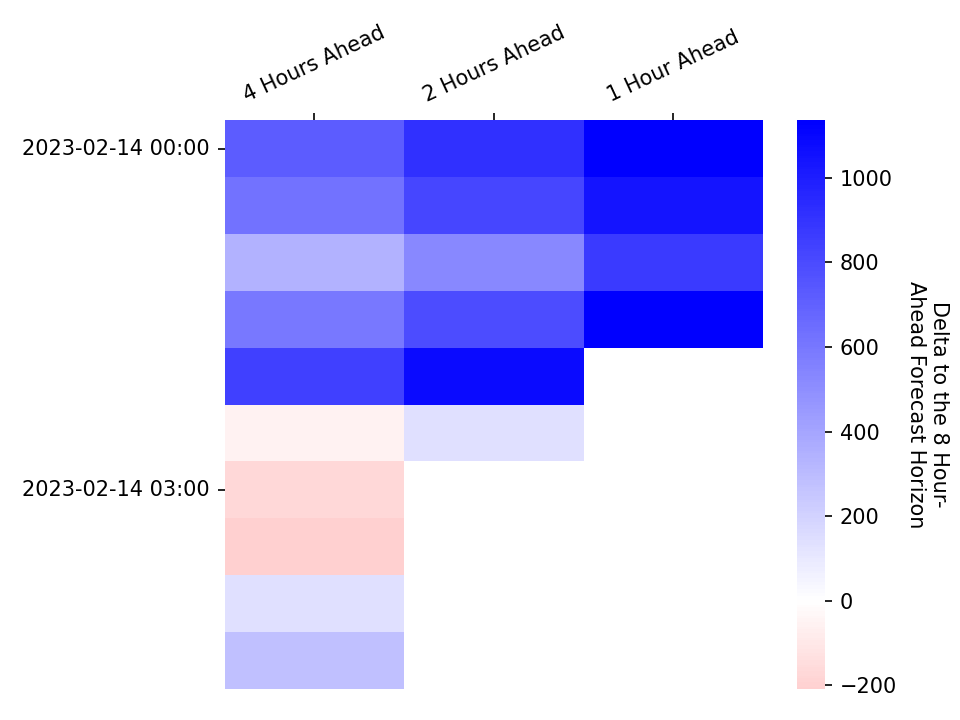 4 Hours Ahead
2 Hours Ahead
1 Hour Ahead
2023-02-14 00:00
2023-02-14 03:00
1000
800
600
400
200
0
−200
Delta to the 8 Hour-
Ahead Forecast Horizon